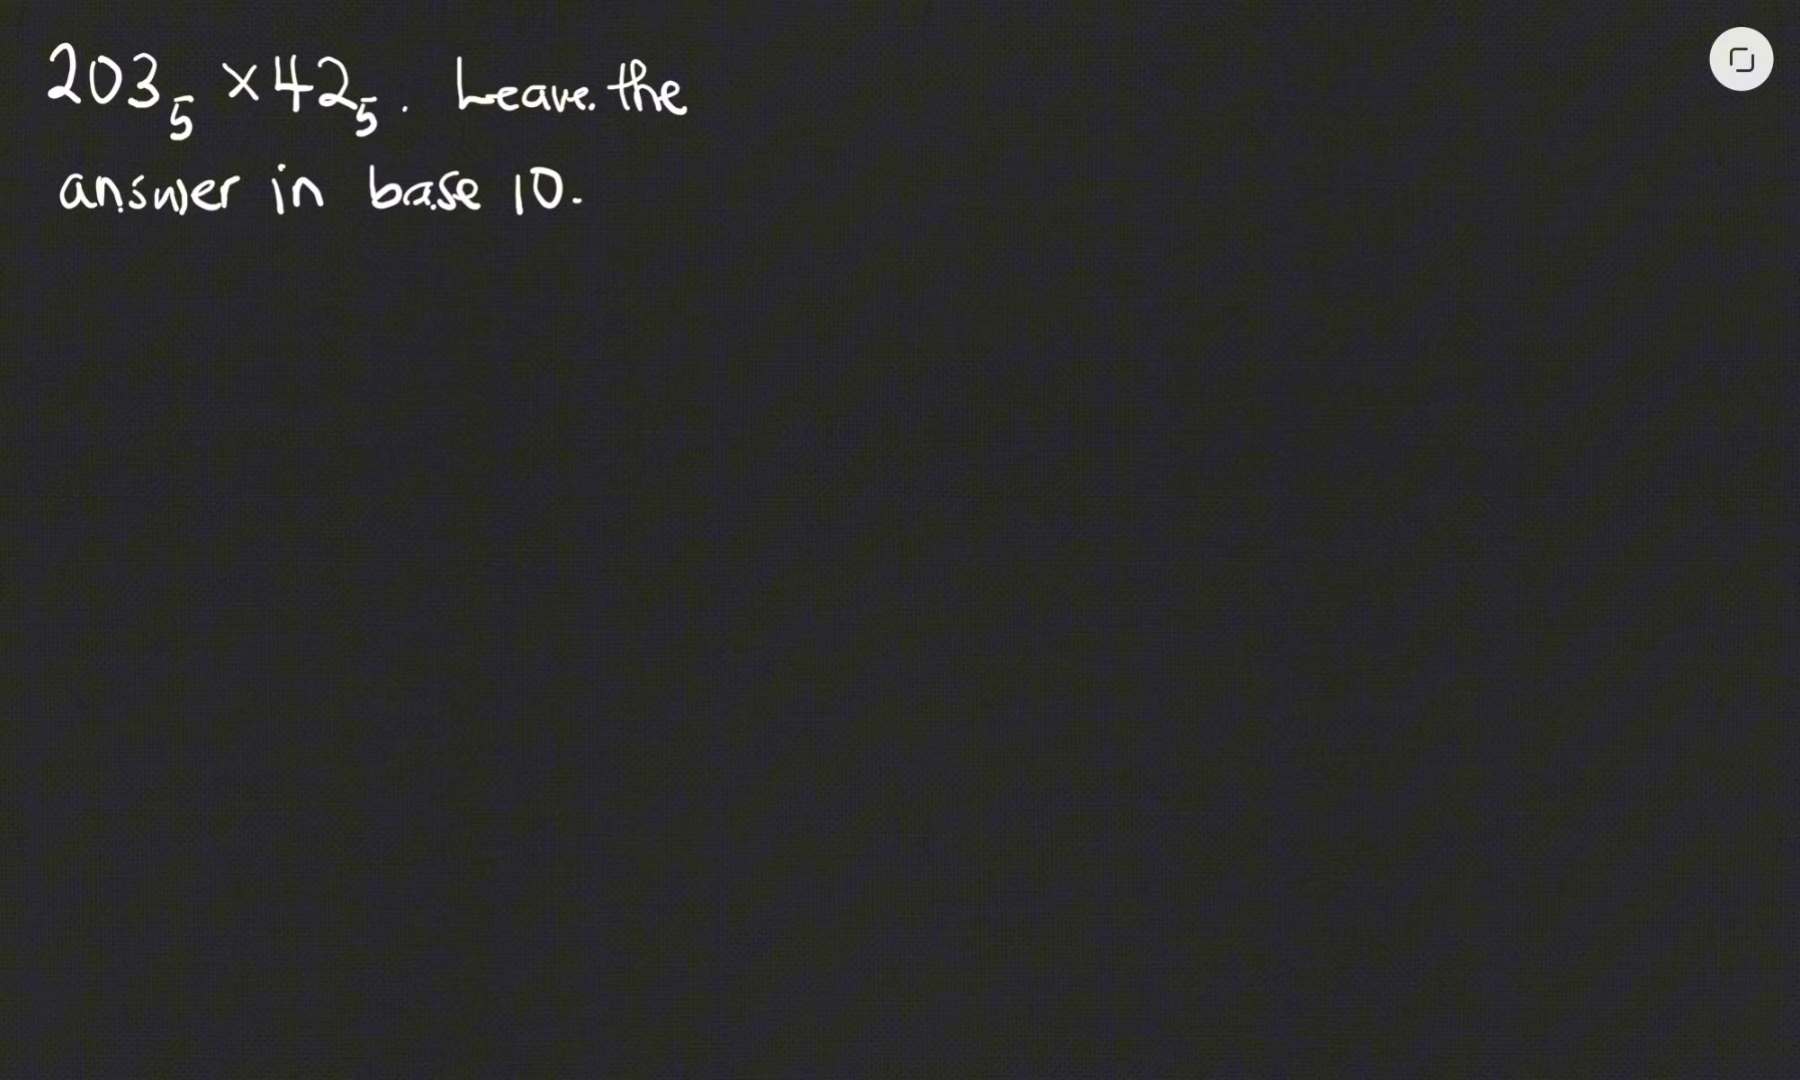 203₅ × 42₅. Leave the
answer in base 10.